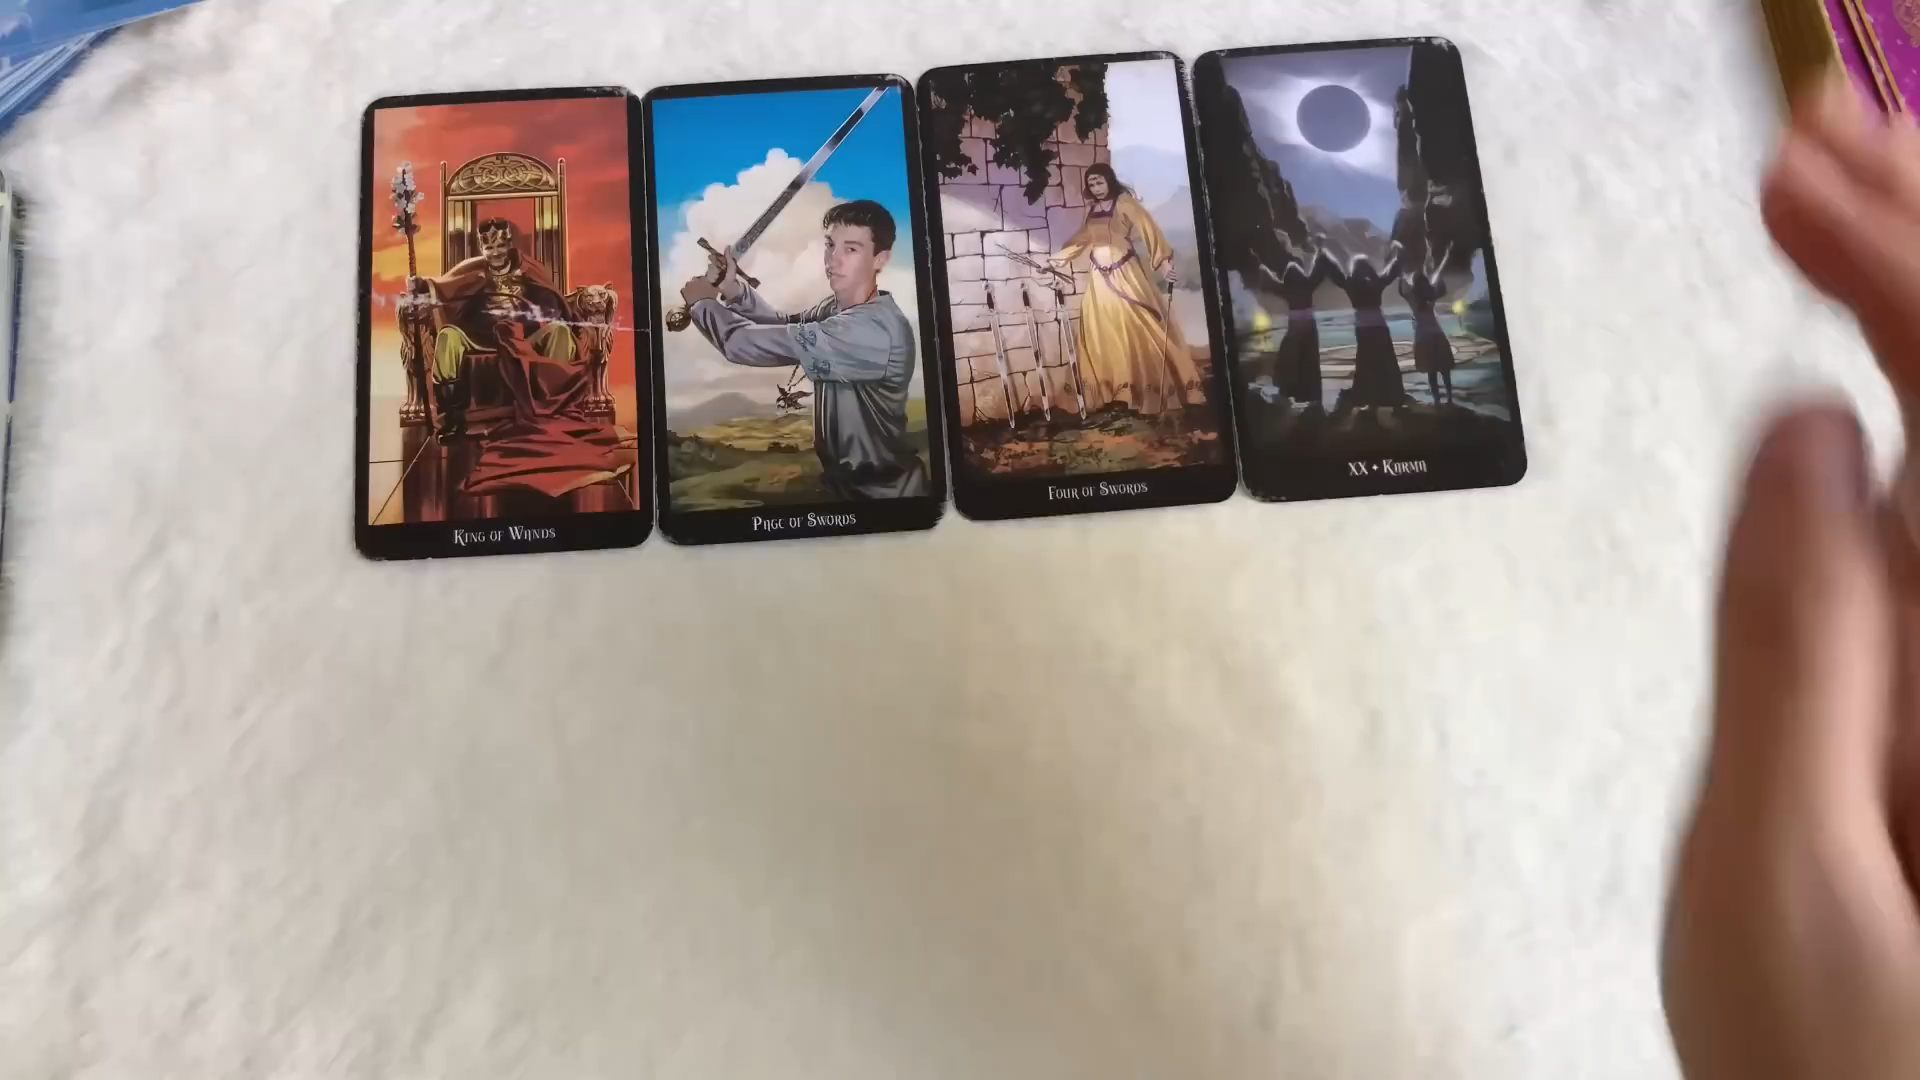 King of Wands
Page of Swords
Four of Swords
XX • Karma